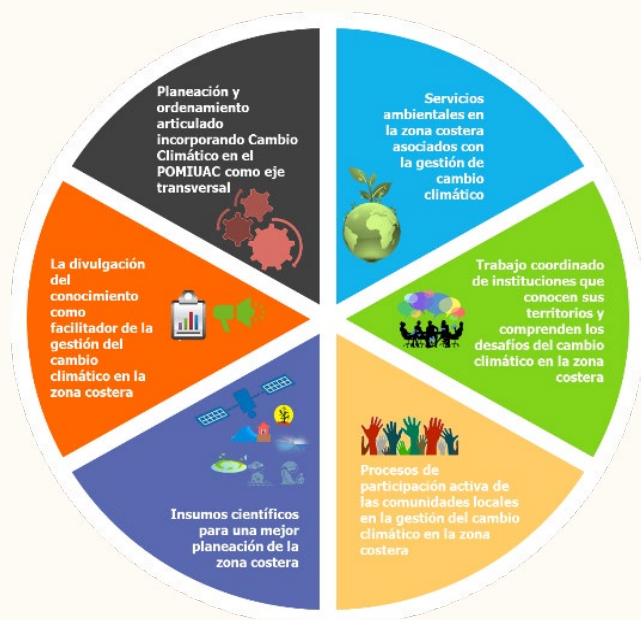 Planeación y
ordenamiento
articulado
incorporando Cambio
Climático en el
POMIUAC como eje
transversal
Servicios
ambientales en
la zona costera
asociados con
la gestión de
cambio
climático
Trabajo coordinado
de instituciones que
conocen sus
territorios y
comprenden los
desafíos del cambio
climático en la zona
costera
Procesos de
participación activa de
las comunidades locales
en la gestión del cambio
climático en la zona
costera
Insumos científicos
para una mejor
planeación de la
zona costera
La divulgación
del
conocimiento
como
facilitador de la
gestión del
cambio
climático en la
zona costera